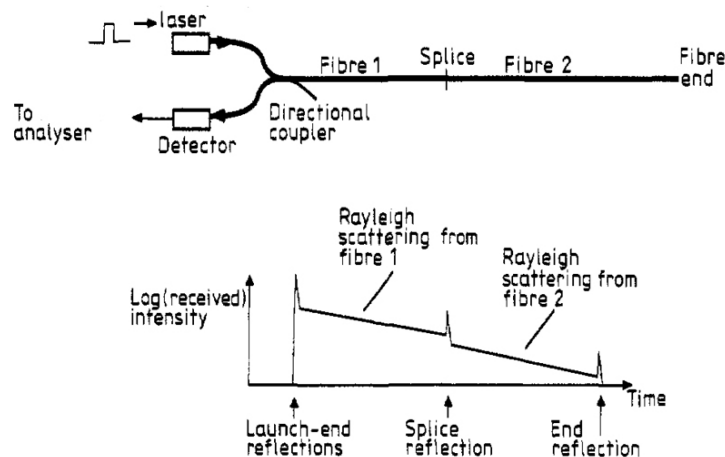 laser
Fibre 1
Splice
Fibre 2
Fibre
end
To
analyser
Detector
Directional
coupler
Rayleigh
scattering from
fibre 1
Rayleigh
scattering from
fibre 2
Log(received)
intensity
Time
Launch-end
reflections
Splice
reflection
End
reflection